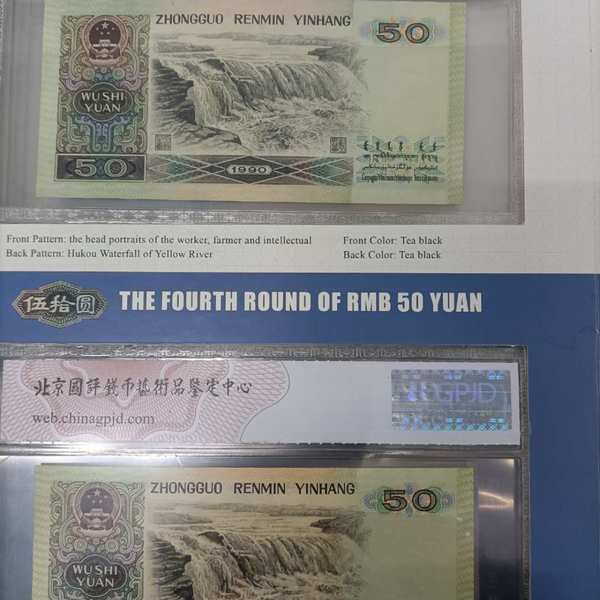 ZHONGGUO RENMIN YINHANG
50
WU SHI
YUAN
50
1990
Front Pattern: the head portraits of the worker, farmer and intellectual
Front Color: Tea black
Back Pattern: Hukou Waterfall of Yellow River
Back Color: Tea black
伍拾圆
THE FOURTH ROUND OF RMB 50 YUAN
北京國評錢幣藝術品鑒定中心
web.chinagpjd.com
GPJD
ZHONGGUO RENMIN YINHANG
50
WU SHI
YUAN